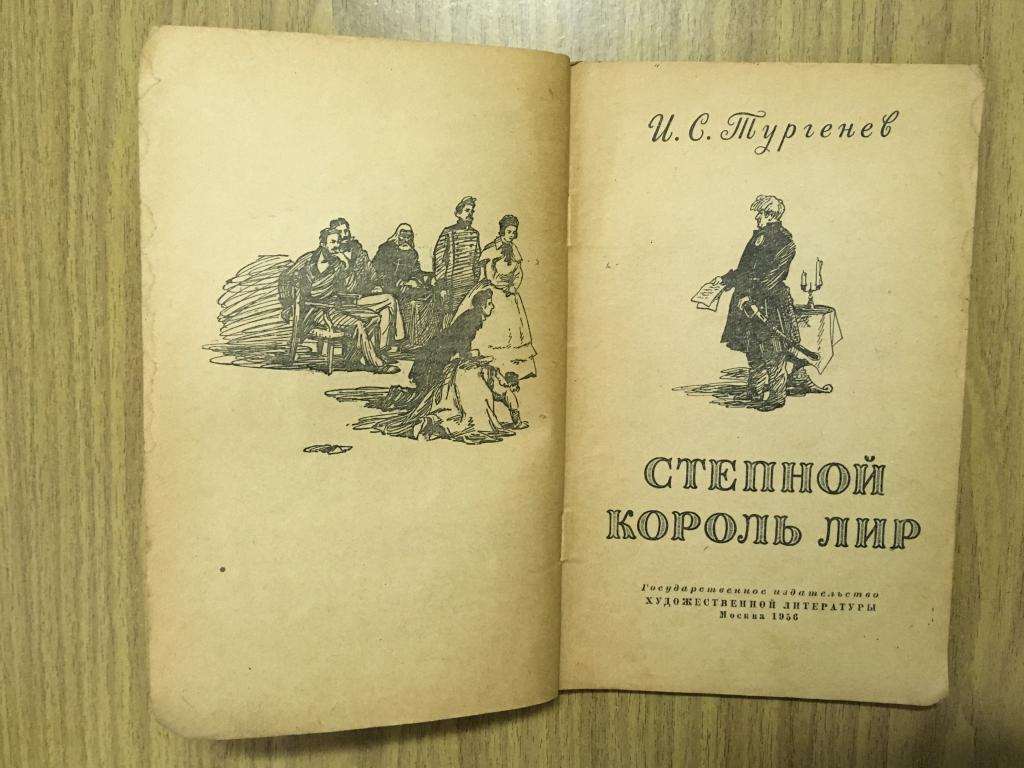 И. С. Тургенев
СТЕПНОЙ
КОРОЛЬ ЛИР
Государственное издательство
ХУДОЖЕСТВЕННОЙ ЛИТЕРАТУРЫ
Москва 1956